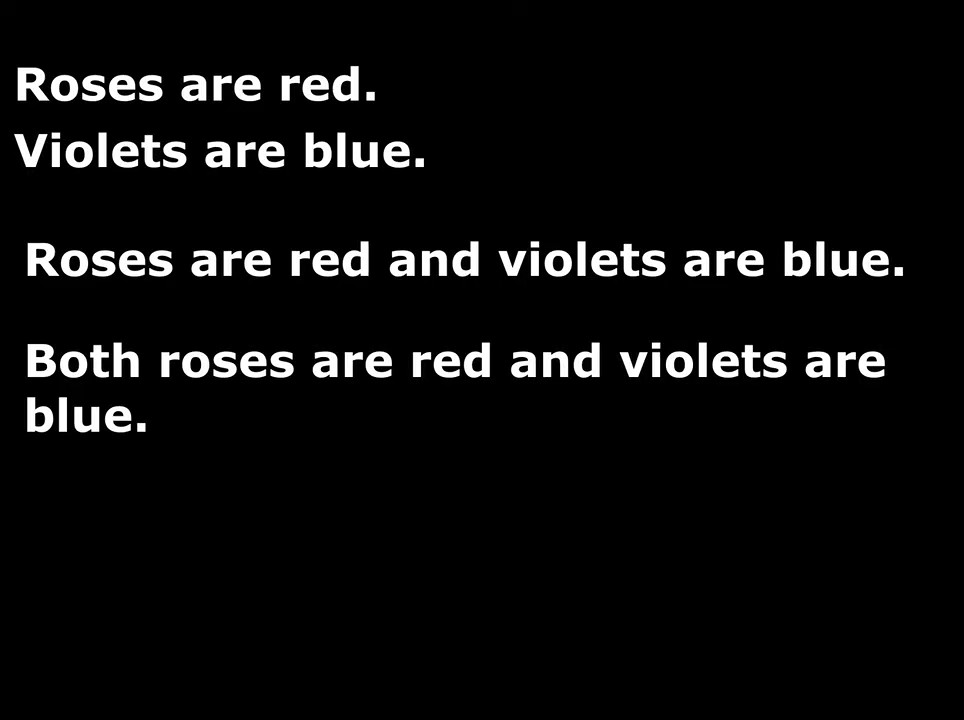 Roses are red.
Violets are blue.
Roses are red and violets are blue.
Both roses are red and violets are
blue.